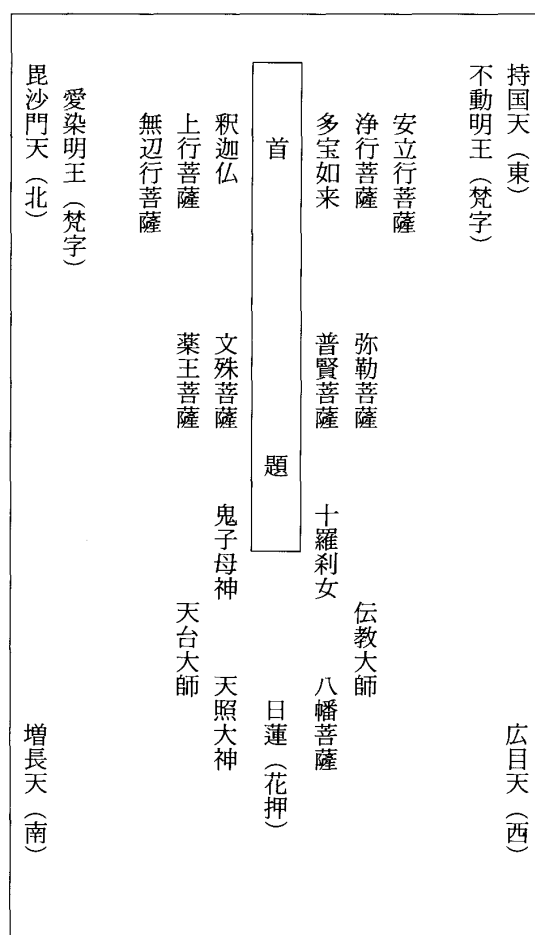 持国天（東）
広目天（西）
不動明王（梵字）
安立行菩薩
浄行菩薩
弥勒菩薩
伝教大師
多宝如来
普賢菩薩
十羅刹女
八幡菩薩
首題
日蓮（花押）
釈迦仏
文殊菩薩
鬼子母神
天照大神
上行菩薩
薬王菩薩
天台大師
無辺行菩薩
愛染明王（梵字）
毘沙門天（北）
増長天（南）